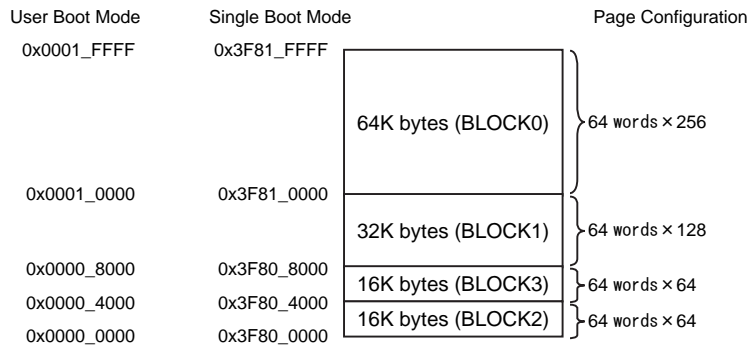 User Boot Mode Single Boot Mode Page Configuration
0x0001_FFFF 0x3F81_FFFF
64K bytes (BLOCK0) 64 words×256
0x0001_0000 0x3F81_0000
32K bytes (BLOCK1) 64 words×128
0x0000_8000 0x3F80_8000
16K bytes (BLOCK3) 64 words×64
0x0000_4000 0x3F80_4000
16K bytes (BLOCK2) 64 words×64
0x0000_0000 0x3F80_0000